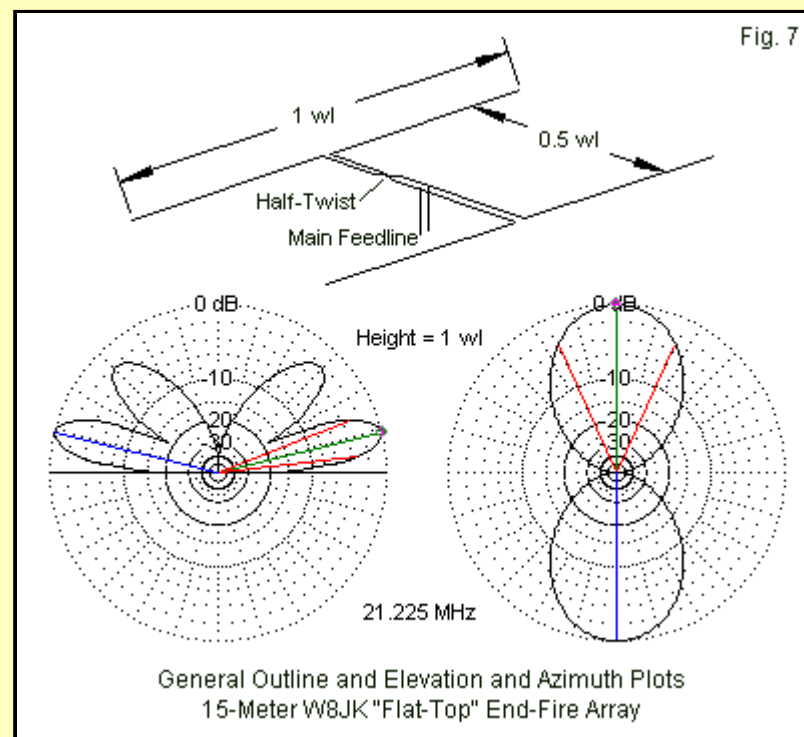 Fig. 7
1 wl
0.5 wl
Half-Twist
Main Feedline
0 dB
0 dB
Height = 1 wl
-10
-10
-20
-20
-30
-30
21.225 MHz
General Outline and Elevation and Azimuth Plots
15-Meter W8JK "Flat-Top" End-Fire Array